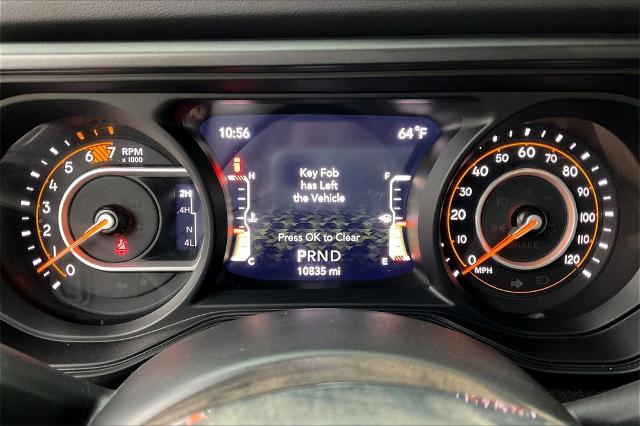 10:56
64°F
Key Fob
has Left
the Vehicle
Press OK to Clear
PRND
10835 mi
H
C
F
E
RPM
x 1000
0
1
2
3
4
5
6
7
2H
4H
N
4L
0
10
20
30
40
50
60
70
80
90
100
110
120
MPH
BRAKE